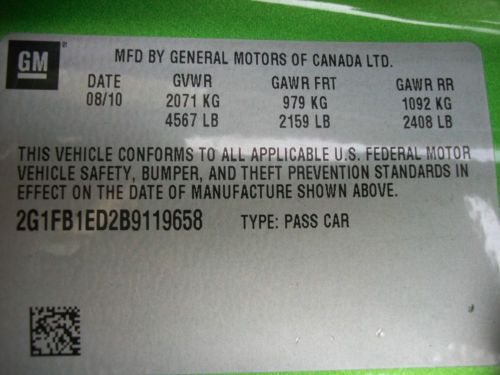 GM MFD BY GENERAL MOTORS OF CANADA LTD.
DATE GVWR GAWR FRT GAWR RR
08/10 2071 KG 979 KG 1092 KG
4567 LB 2159 LB 2408 LB
THIS VEHICLE CONFORMS TO ALL APPLICABLE U.S. FEDERAL MOTOR
VEHICLE SAFETY, BUMPER, AND THEFT PREVENTION STANDARDS IN
EFFECT ON THE DATE OF MANUFACTURE SHOWN ABOVE.
2G1FB1ED2B9119658 TYPE: PASS CAR